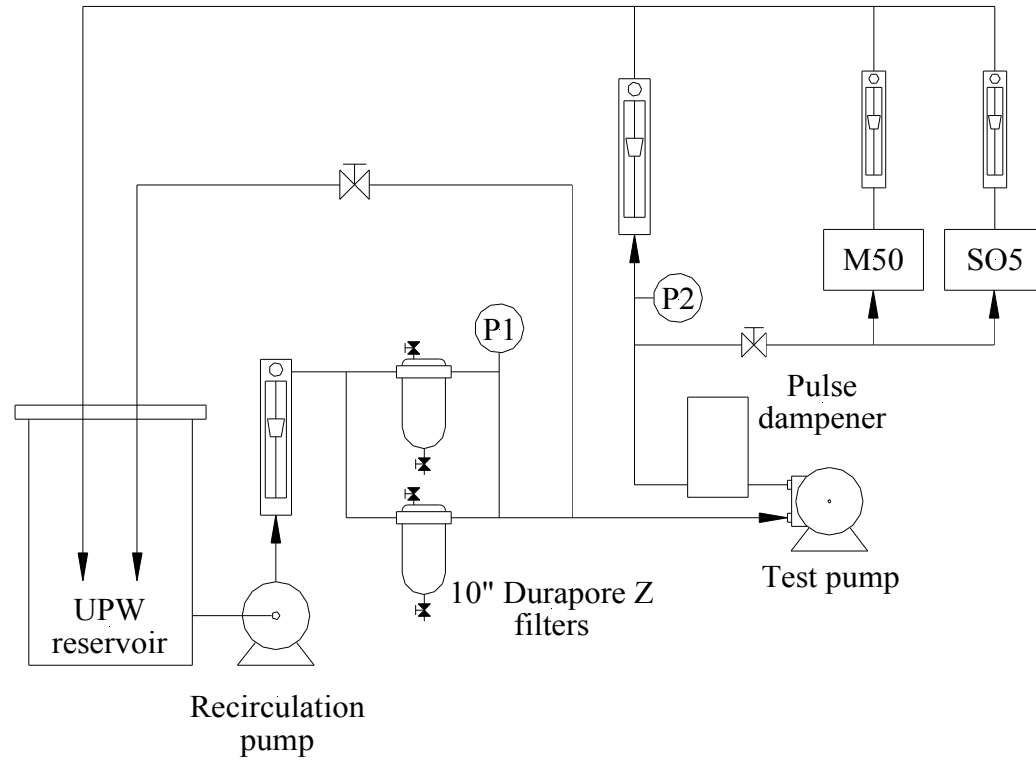 M50
SO5
P2
P1
Pulse
dampener
Test pump
10" Durapore Z
filters
UPW
reservoir
Recirculation
pump